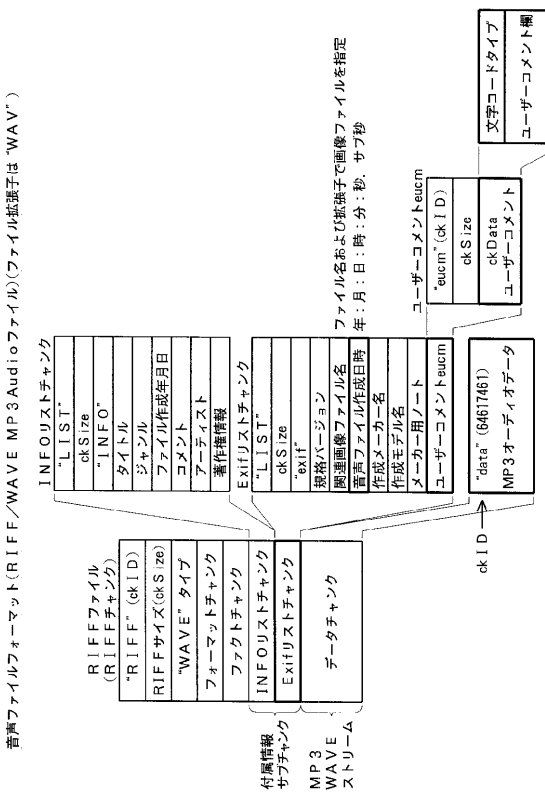 音声ファイルフォーマット(RIFF/WAVE MP3Audioファイル)(ファイル拡張子は"WAV")
RIFFファイル
(RIFFチャンク)
"RIFF"(ckID)
RIFFサイズ(ckSize)
"WAVE"タイプ
フォーマットチャンク
ファクトチャンク
INFOリストチャンク
Exifリストチャンク
データチャンク
付属情報
サブチャンク
MP3
WAVE
ストリーム
INFOリストチャンク
"LIST"
ckSize
"INFO"
タイトル
ジャンル
ファイル作成年月日
コメント
アーティスト
著作権情報
Exifリストチャンク
"LIST"
ckSize
"exif"
規格バージョン
関連画像ファイル名
音声ファイル作成日時
作成メーカー名
作成モデル名
メーカー用ノート
ユーザーコメントeucm
ckID
"data"(64617461)
MP3オーディオデータ
ファイル名および拡張子で画像ファイルを指定
年:月:日:時:分:秒.サブ秒
ユーザーコメントeucm
"eucm"(ckID)
ckSize
ckData
ユーザーコメント
文字コードタイプ
ユーザーコメント欄